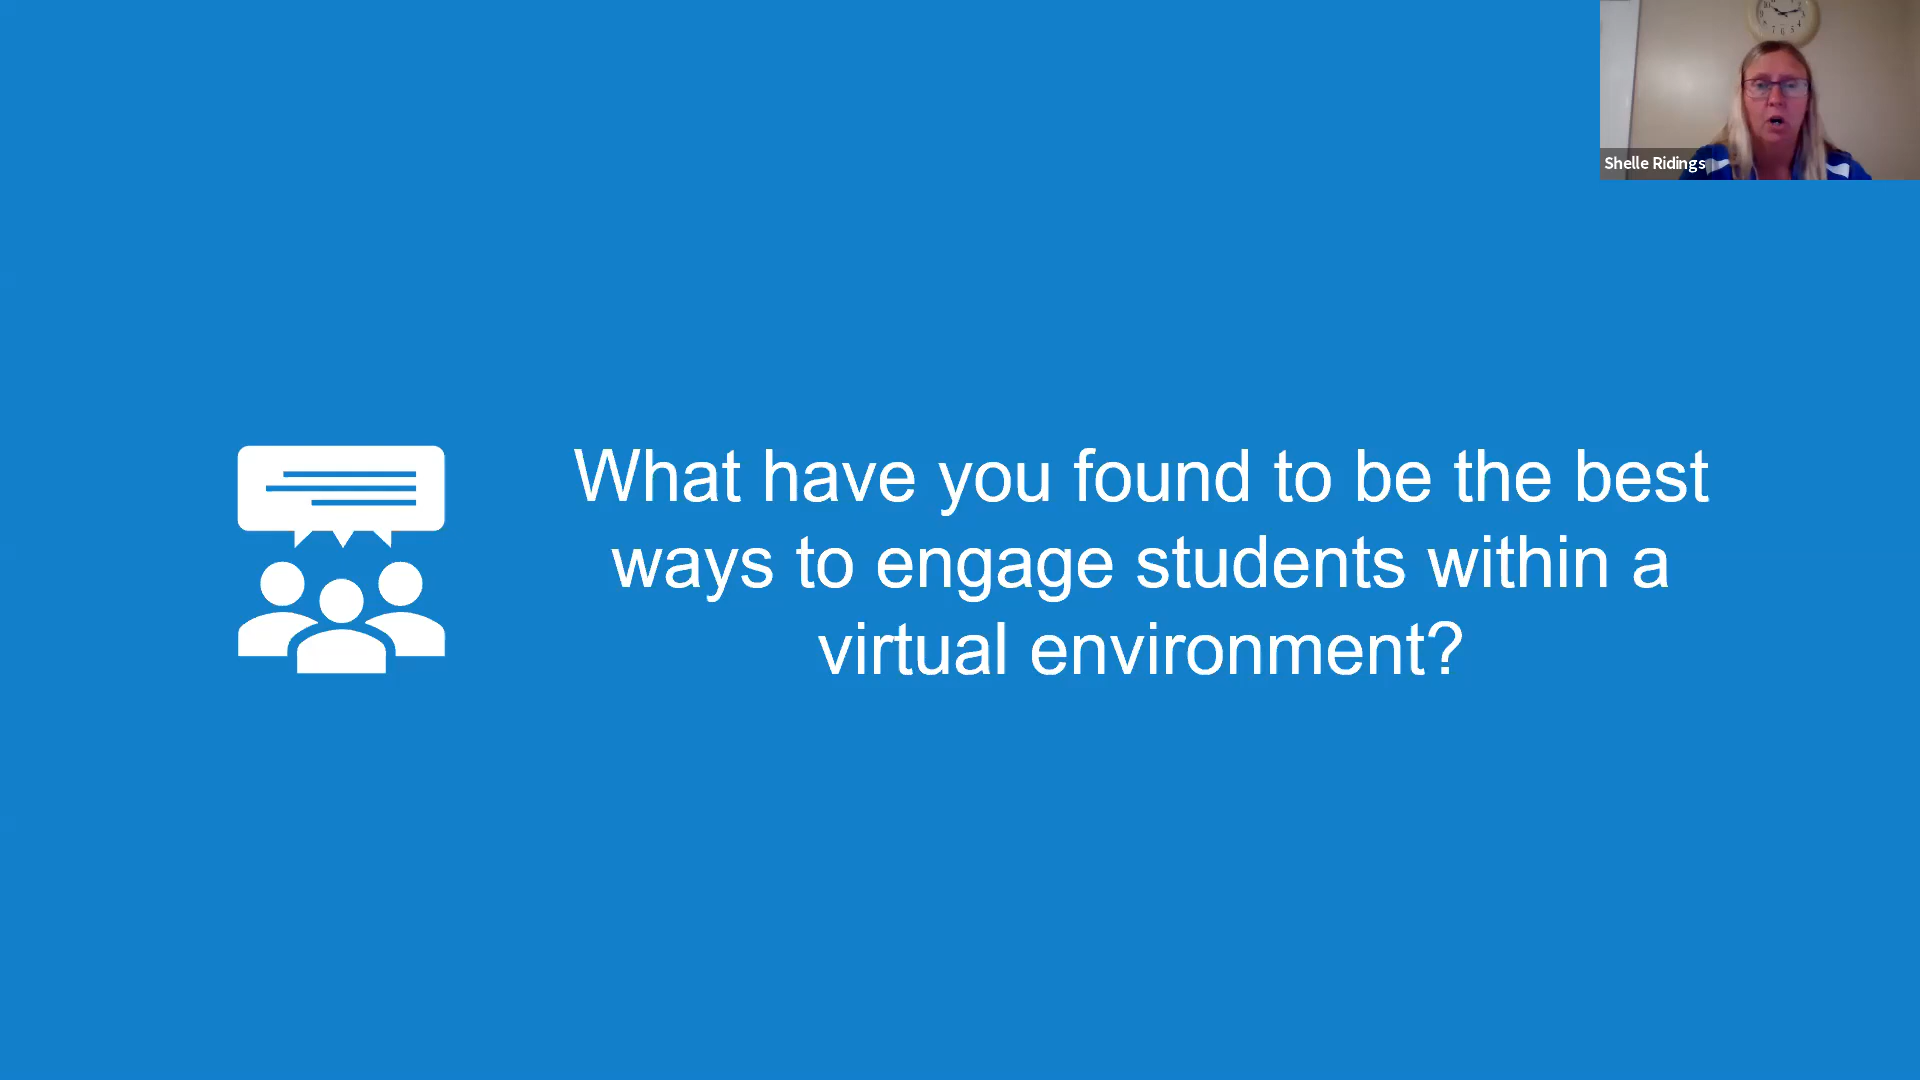 Shelle Ridings
What have you found to be the best
ways to engage students within a
virtual environment?